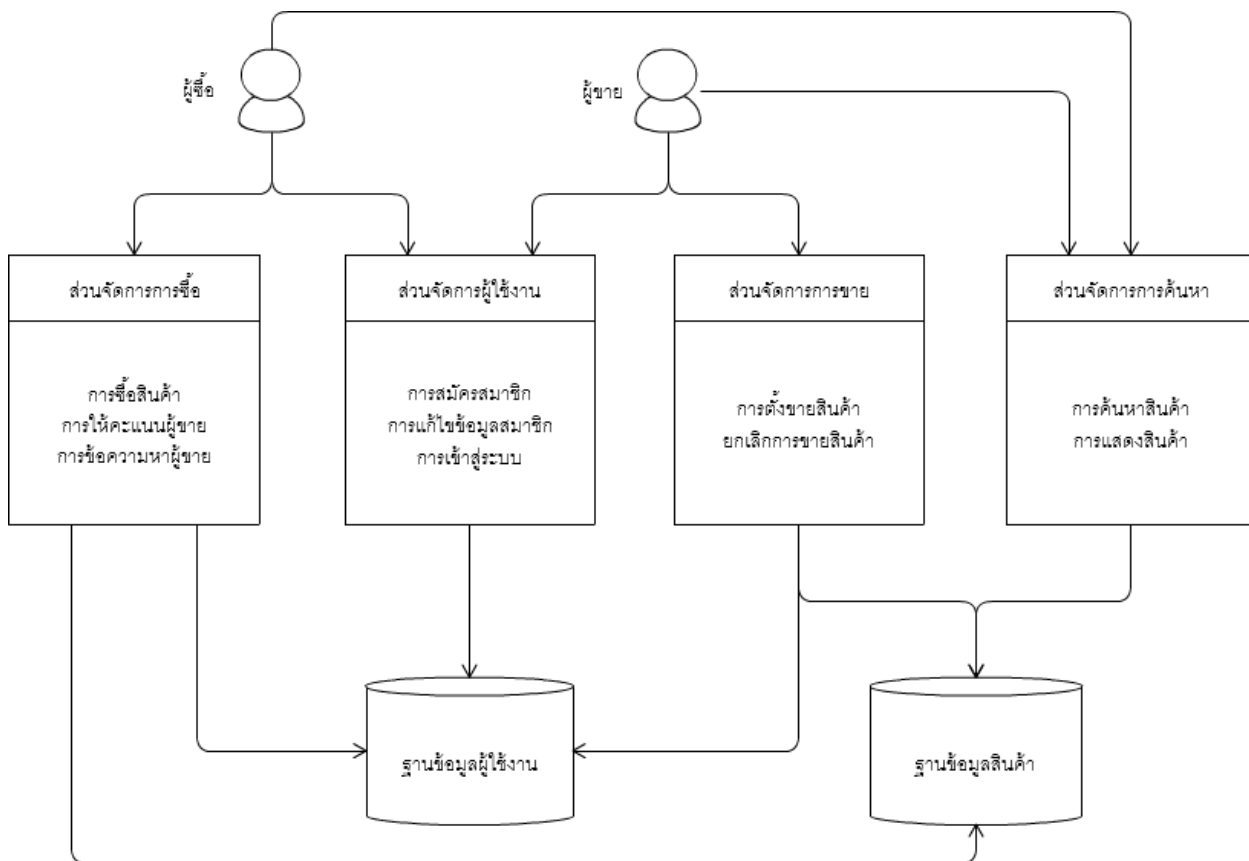 ผู้ซื้อ
ผู้ขาย
ส่วนจัดการการซื้อ
การซื้อสินค้า
การให้คะแนนผู้ขาย
การข้อความหาผู้ขาย
ส่วนจัดการผู้ใช้งาน
การสมัครสมาชิก
การแก้ไขข้อมูลสมาชิก
การเข้าสู่ระบบ
ส่วนจัดการการขาย
การตั้งขายสินค้า
ยกเลิกการขายสินค้า
ส่วนจัดการการค้นหา
การค้นหาสินค้า
การแสดงสินค้า
ฐานข้อมูลผู้ใช้งาน
ฐานข้อมูลสินค้า